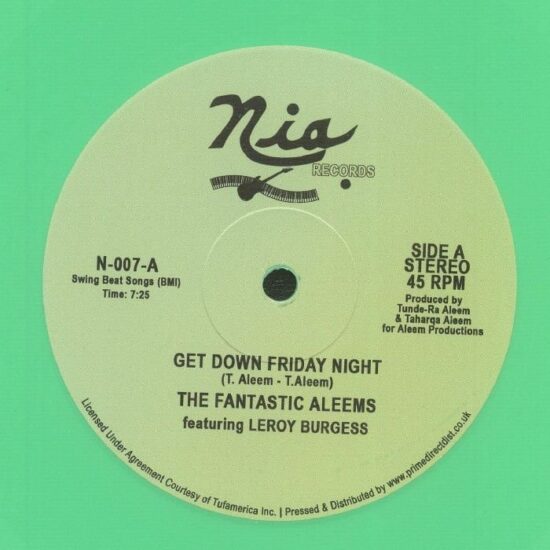 Nia
RECORDS
N-007-A
Swing Beat Songs (BMI)
Time: 7:25
SIDE A
STEREO
45 RPM
Produced by
Tunde-Ra Aleem
& Taharqa Aleem
for Aleem Productions
GET DOWN FRIDAY NIGHT
(T. Aleem - T.Aleem)
THE FANTASTIC ALEEMS
featuring LEROY BURGESS
Licensed Under Agreement Courtesy of Tufamerica Inc. | Pressed & Distributed by www.primedirectdist.co.uk